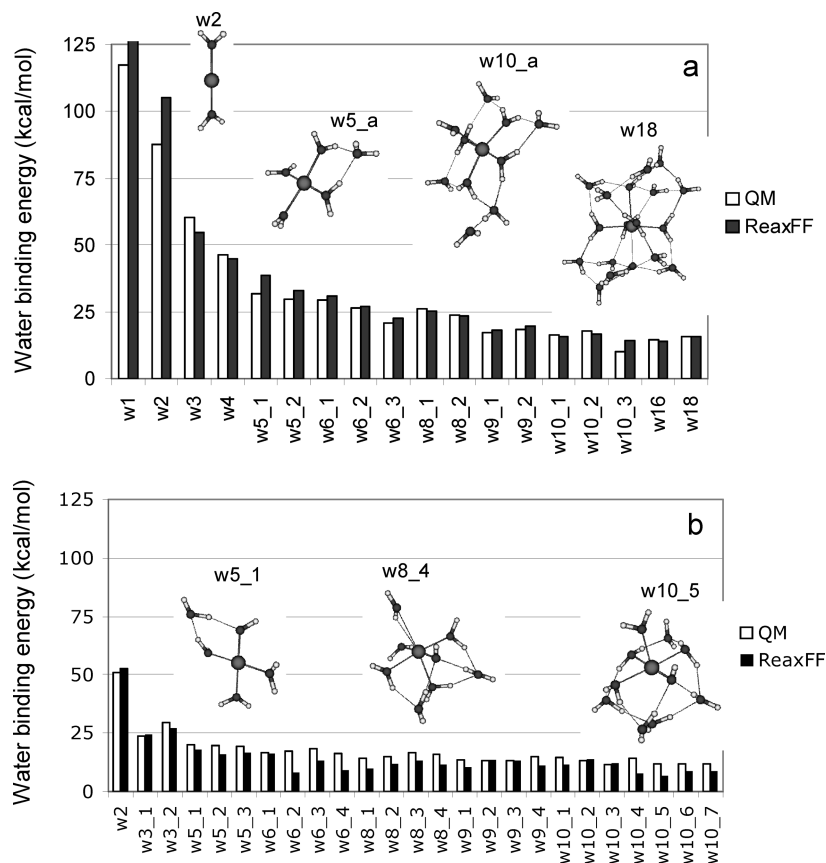 w2
125
a
w10_a
w5_a
w18
100
75
50
25
0
Water binding energy (kcal/mol)
QM
ReaxFF
w1
w2
w3
w4
w5_1
w5_2
w6_1
w6_2
w6_3
w8_1
w8_2
w9_1
w9_2
w10_1
w10_2
w10_3
w16
w18
125
b
100
w5_1
w8_4
w10_5
75
50
25
0
Water binding energy (kcal/mol)
QM
ReaxFF
w2
w3_1
w3_2
w5_1
w5_2
w5_3
w6_1
w6_2
w6_3
w6_4
w8_1
w8_2
w8_3
w8_4
w9_1
w9_2
w9_3
w9_4
w10_1
w10_2
w10_3
w10_4
w10_5
w10_6
w10_7